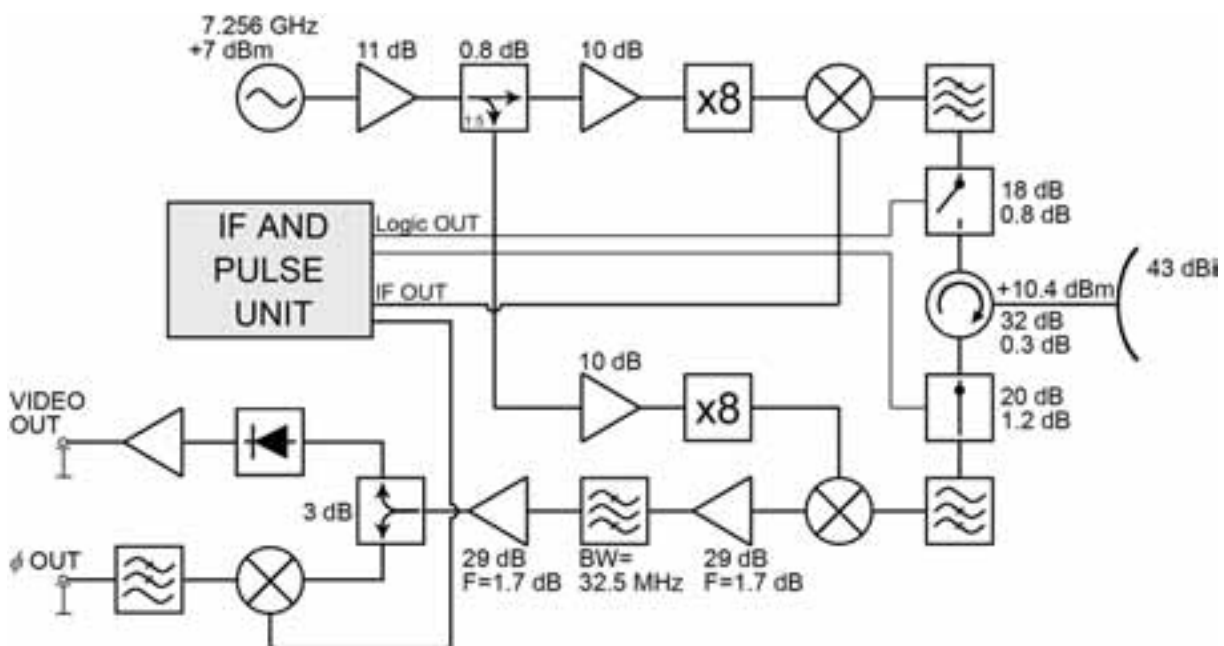 7.256 GHz
+7 dBm
11 dB
0.8 dB
10 dB
1.5
x8
18 dB
0.8 dB
IF AND
PULSE
UNIT
Logic OUT
IF OUT
43 dBi
+10.4 dBm
32 dB
0.3 dB
10 dB
x8
20 dB
1.2 dB
VIDEO
OUT
3 dB
29 dB
F=1.7 dB
BW=
32.5 MHz
29 dB
F=1.7 dB
ϕ OUT